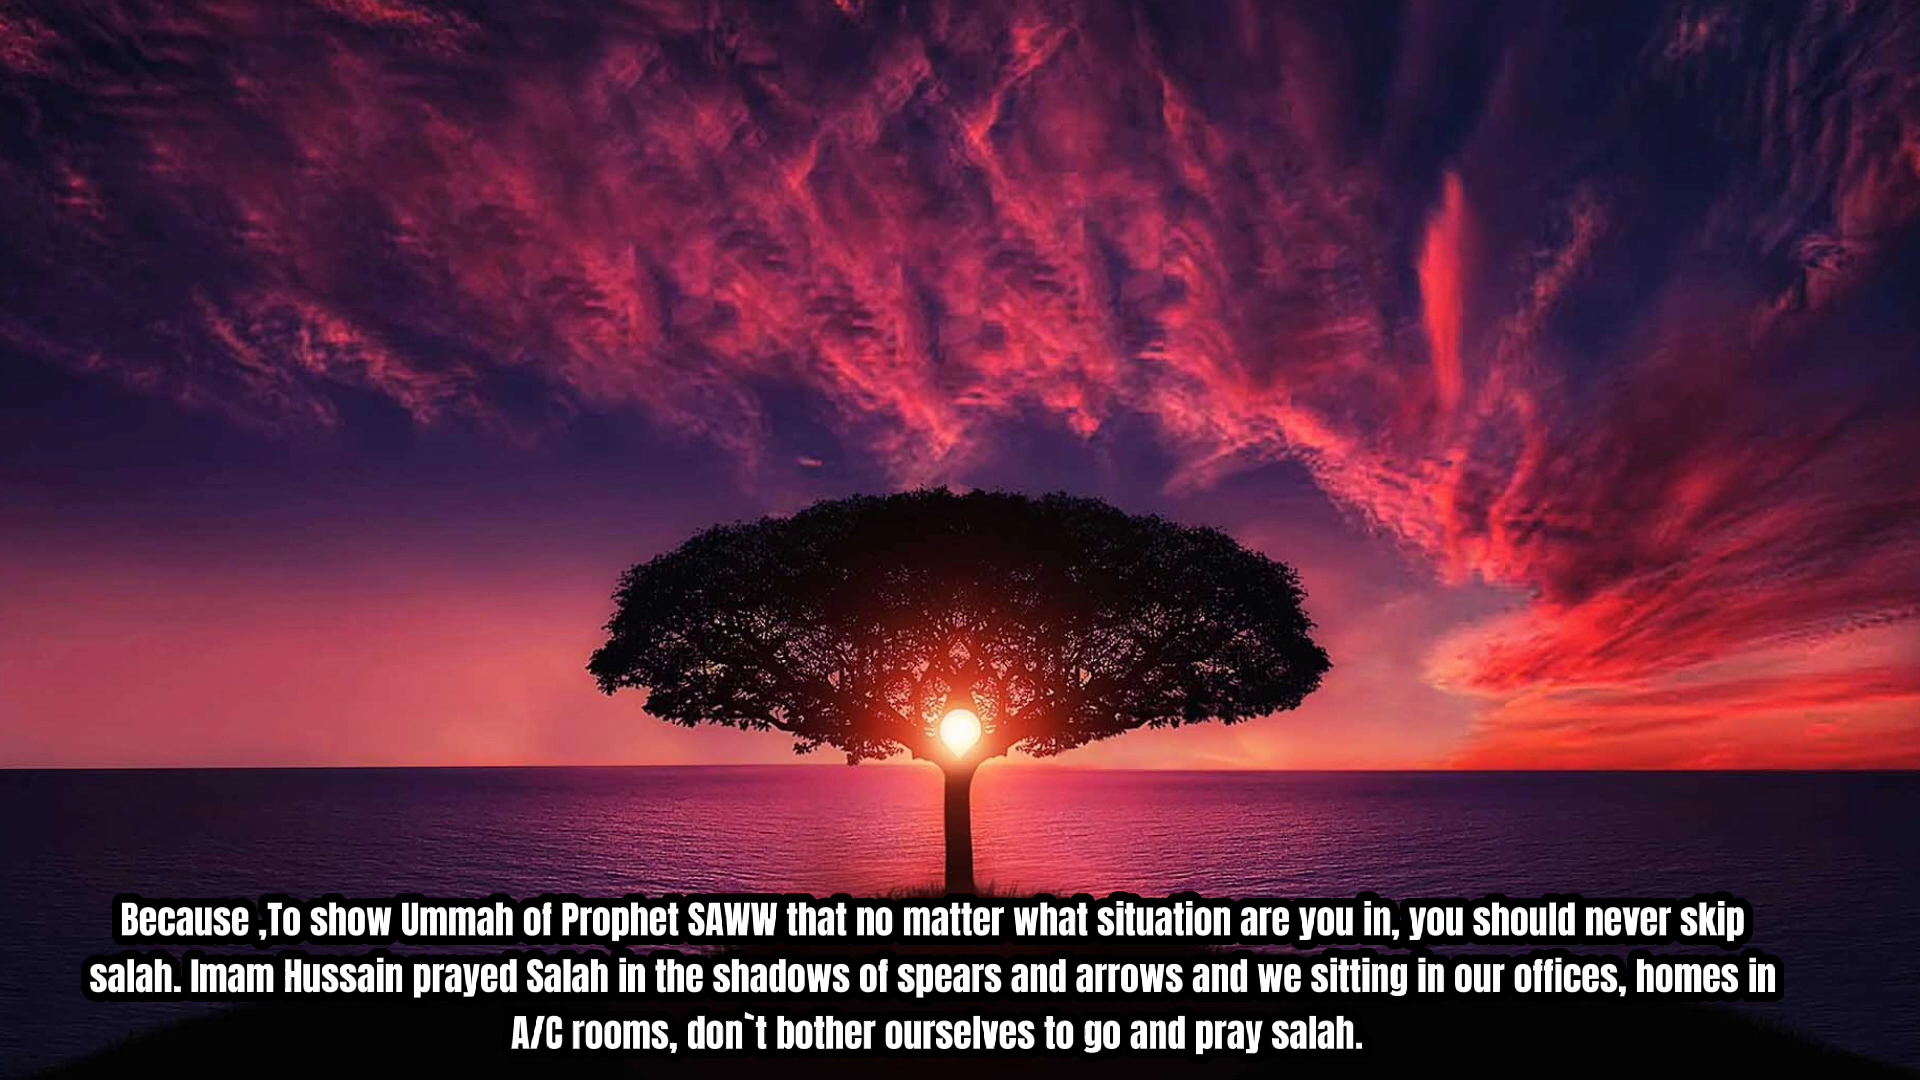 Because ,To show Ummah of Prophet SAWW that no matter what situation are you in, you should never skip
salah. Imam Hussain prayed Salah in the shadows of spears and arrows and we sitting in our offices, homes in
A/C rooms, don`t bother ourselves to go and pray salah.